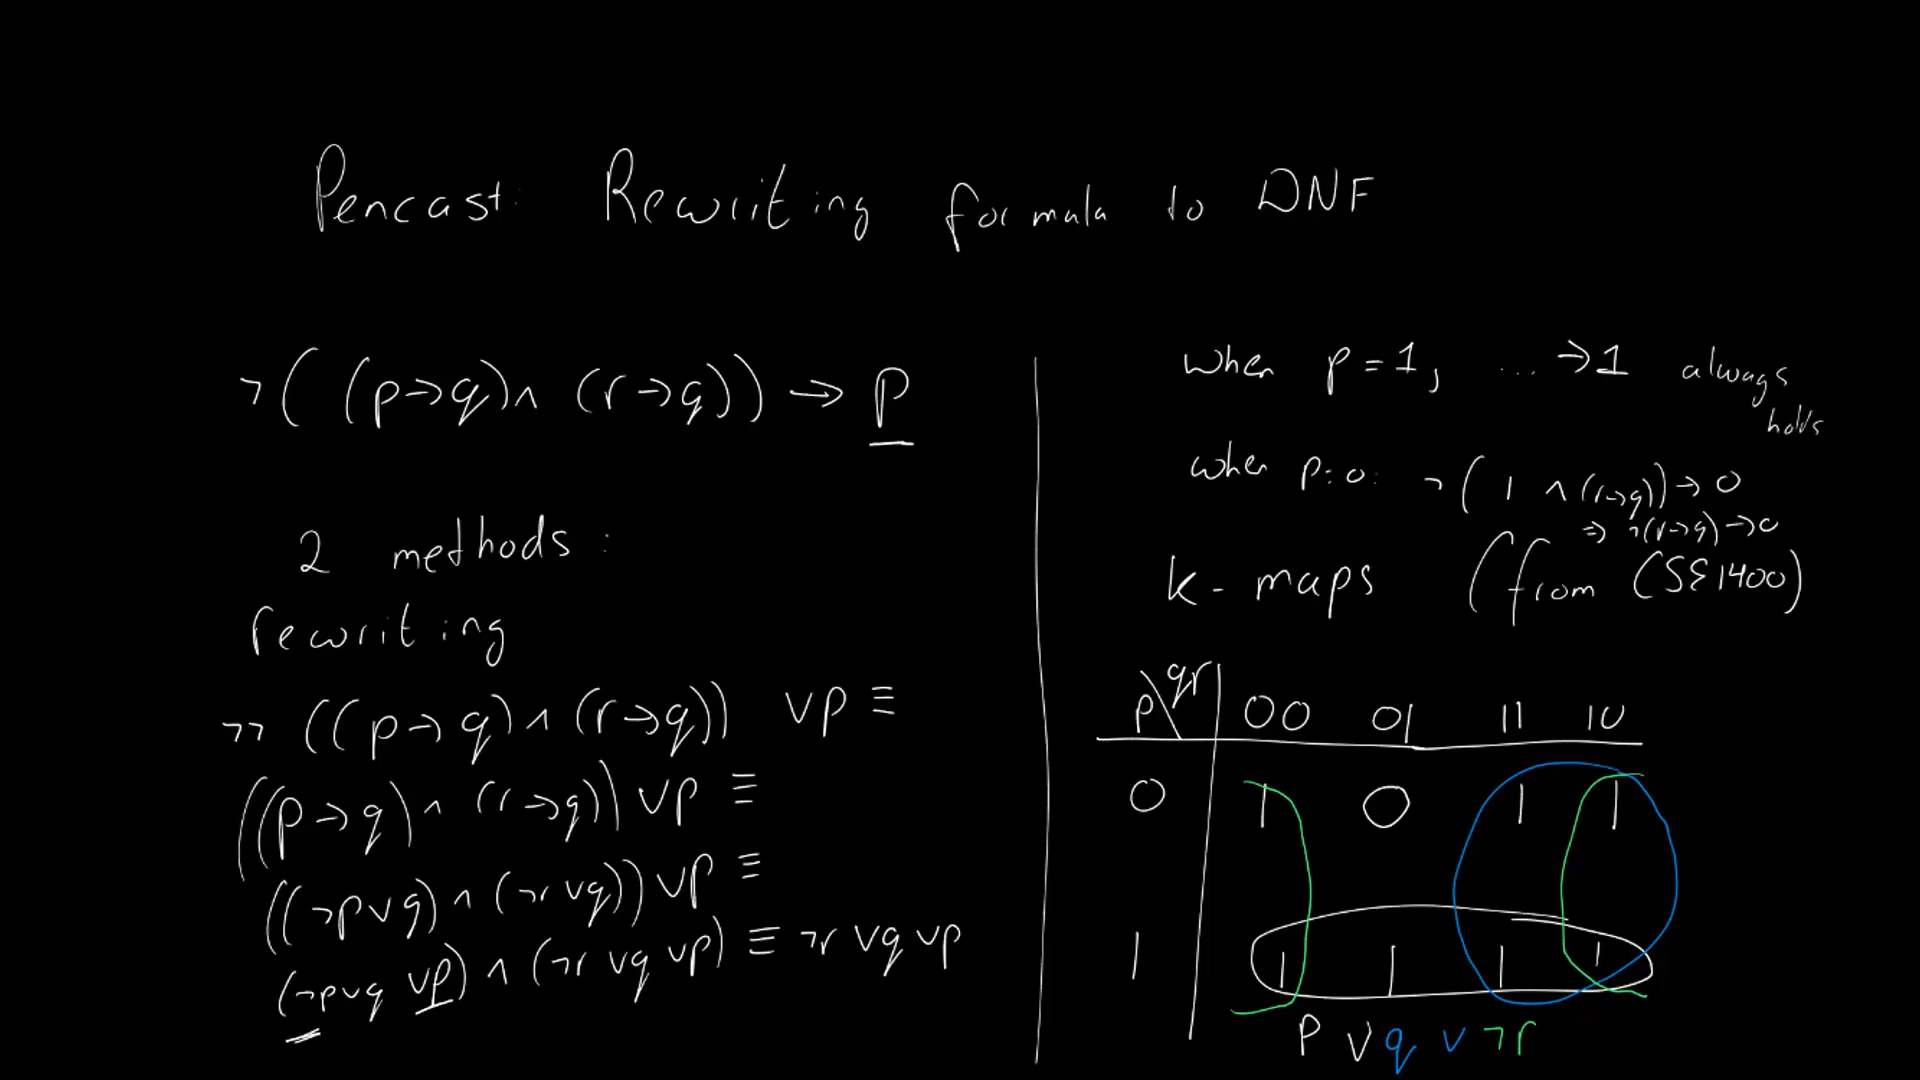 Pencast: Rewriting formula to DNF
¬((p→q)∧(r→q))→p
2 methods:
rewriting
¬¬((p→q)∧(r→q)) ∨p ≡
((p→q)∧(r→q))∨p ≡
((¬p∨q)∧(¬r∨q))∨p ≡
(¬p∨q∨p)∧(¬r∨q∨p) ≡ ¬r∨q∨p
when p=1, ...→1 always
holds
when p:0: ¬(1∧(r→q))→0
⇒ ¬(r→q)→0
k-maps (from CSE1400)
p\qr 00 01 11 10
0 1 0 1 1
1 1 1 1 1
p ∨ q ∨ ¬r